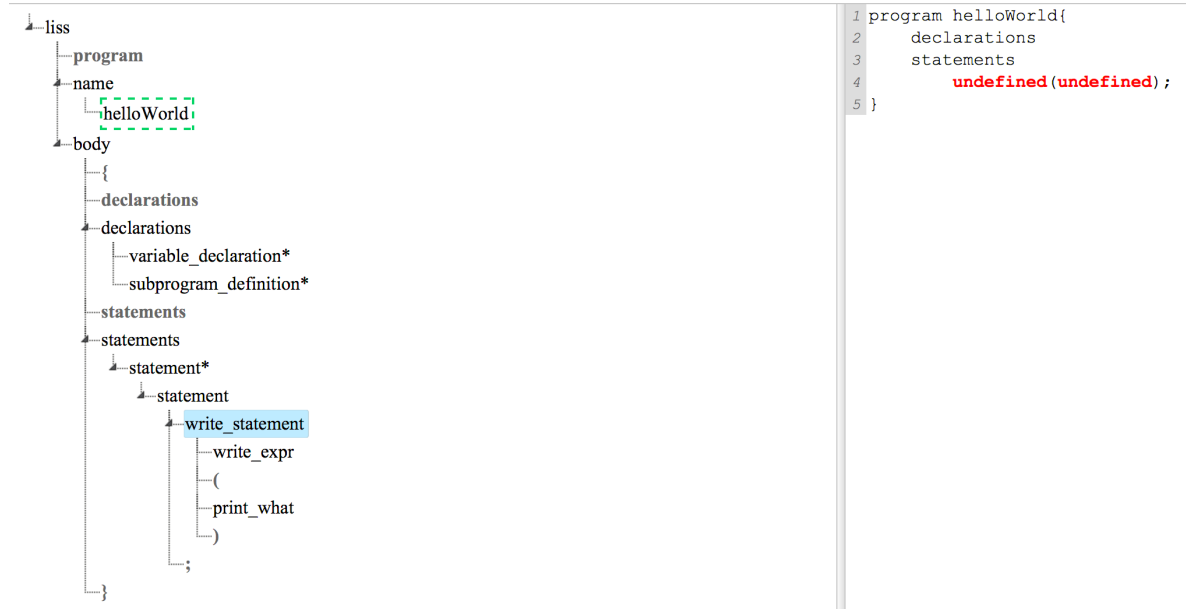 liss
program
name
helloWorld
body
{
declarations
declarations
variable_declaration*
subprogram_definition*
statements
statements
statement*
statement
write_statement
write_expr
(
print_what
)
;
}
1 program helloWorld{
2 declarations
3 statements
4 undefined(undefined);
5 }